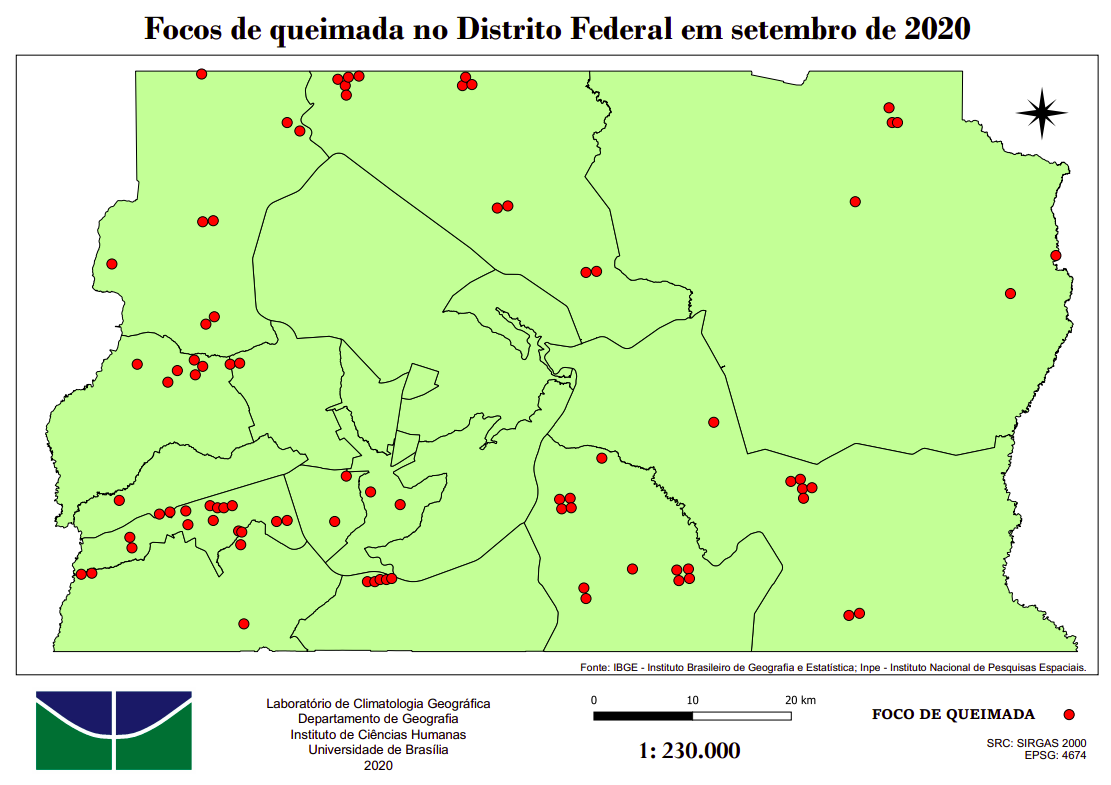 Focos de queimada no Distrito Federal em setembro de 2020
Fonte: IBGE - Instituto Brasileiro de Geografia e Estatística; Inpe - Instituto Nacional de Pesquisas Espaciais.
Laboratório de Climatologia Geográfica
Departamento de Geografia
Instituto de Ciências Humanas
Universidade de Brasília
2020
0 10 20 km
1: 230.000
FOCO DE QUEIMADA
SRC: SIRGAS 2000
EPSG: 4674